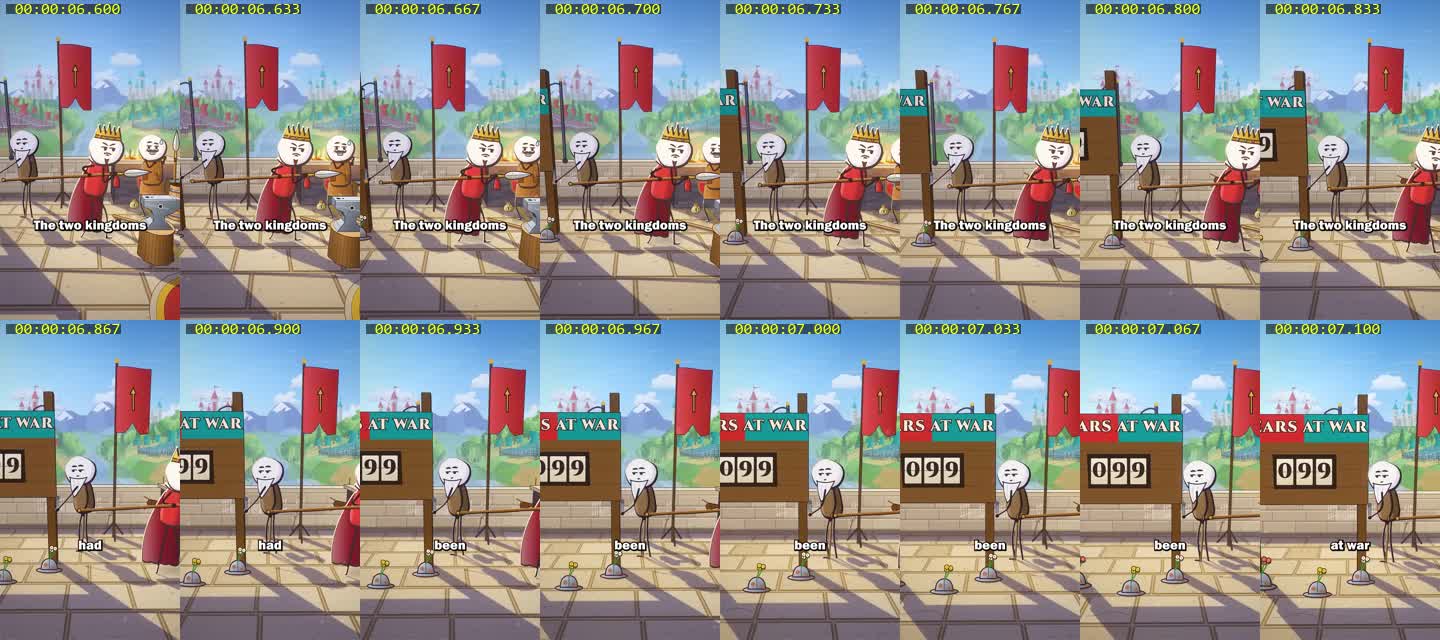 00:00:06.600 00:00:06.633 00:00:06.667 00:00:06.700 00:00:06.733 00:00:06.767 00:00:06.800 00:00:06.833
AR WAR WAR WAR
9
The two kingdoms The two kingdoms The two kingdoms The two kingdoms The two kingdoms The two kingdoms The two kingdoms The two kingdoms
00:00:06.867 00:00:06.900 00:00:06.933 00:00:06.967 00:00:07.000 00:00:07.033 00:00:07.067 00:00:07.100
T WAR AT WAR S AT WAR S AT WAR RS AT WAR RS AT WAR ARS AT WAR EARS AT WAR
99 99 99 099 099 099 099 099
had had been been been been been at war